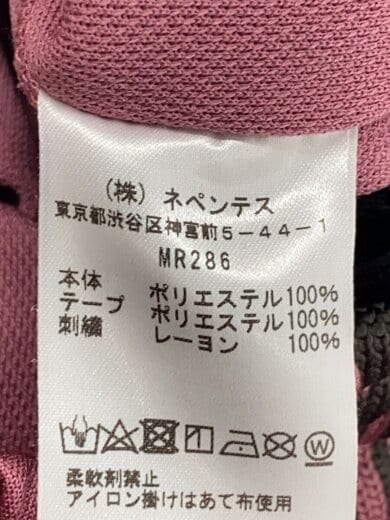 (株) ネペンテス
東京都渋谷区神宮前5-44-1
MR286
本体 ポリエステル100%
テープ ポリエステル100%
刺繍 レーヨン 100%
W
柔軟剤禁止
アイロン掛けはあて布使用